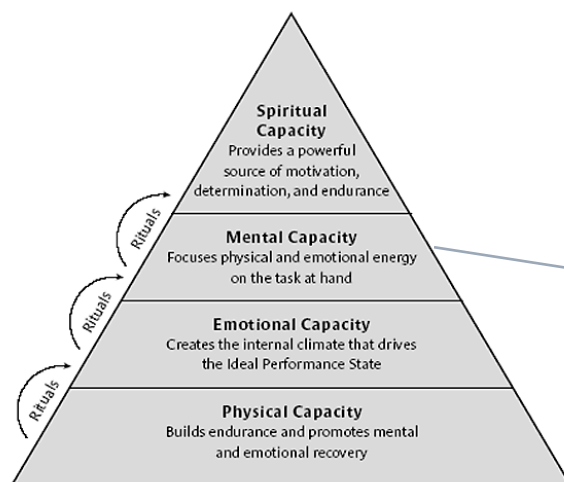 Spiritual
Capacity
Provides a powerful
source of motivation,
determination, and endurance
Rituals
Mental Capacity
Focuses physical and emotional energy
on the task at hand
Rituals
Emotional Capacity
Creates the internal climate that drives
the Ideal Performance State
Rituals
Physical Capacity
Builds endurance and promotes mental
and emotional recovery